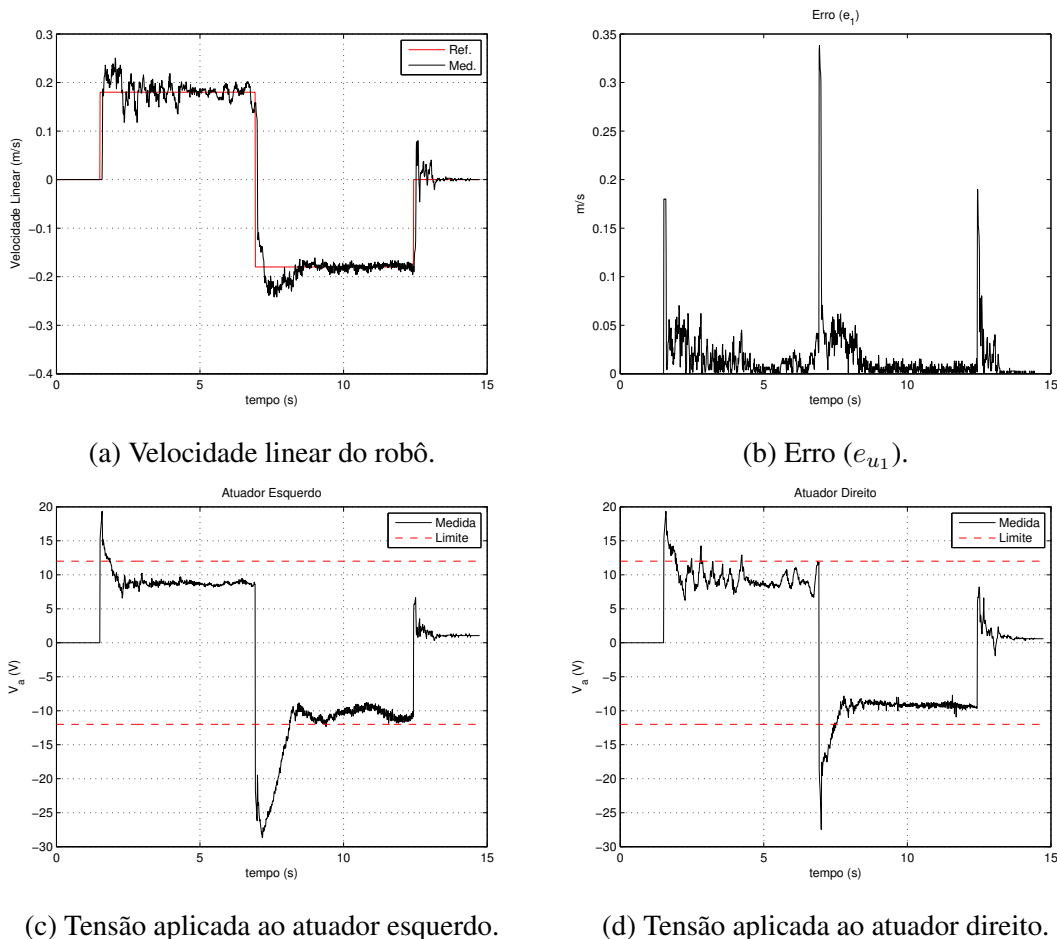 Erro (e1)
0.3
0.2
0.1
0
−0.1
−0.2
−0.3
−0.4
Velocidade Linear (m/s)
Ref.
Med.
0 5 10 15
tempo (s)
0.35
0.3
0.25
0.2
0.15
0.1
0.05
0
m/s
0 5 10 15
tempo (s)
(a) Velocidade linear do robô.
(b) Erro (eu1).
Atuador Esquerdo
20
15
10
5
0
−5
−10
−15
−20
−25
−30
Va (V)
Medida
Limite
0 5 10 15
tempo (s)
Atuador Direito
20
15
10
5
0
−5
−10
−15
−20
−25
−30
Va (V)
Medida
Limite
0 5 10 15
tempo (s)
(c) Tensão aplicada ao atuador esquerdo.
(d) Tensão aplicada ao atuador direito.